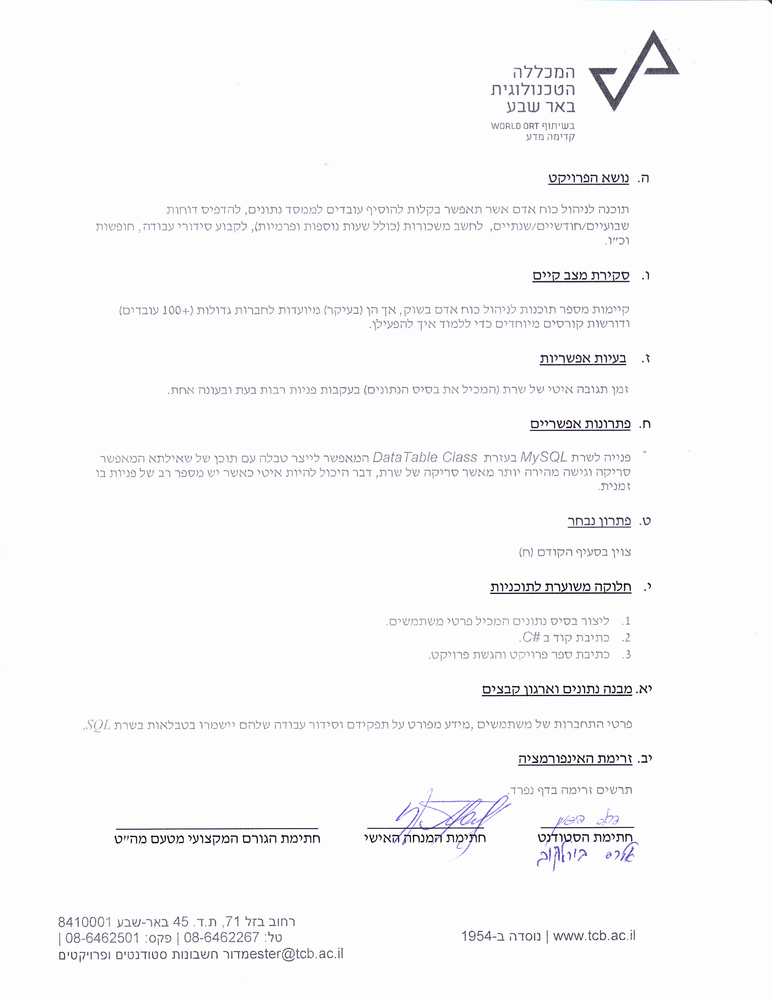 המכללה
הטכנולוגית
באר שבע
בשיתוף WORLD ORT
קדימה מדע
ה. נושא הפרויקט
תוכנה לניהול כוח אדם אשר תאפשר בקלות להוסיף עובדים לממסד נתונים, להדפיס דוחות
שבועיים/חודשיים/שנתיים, לחשב משכורות (כולל שעות נוספות ופרמיות), לקבוע סידורי עבודה, חופשות
וכ"ו.
ו. סקירת מצב קיים
קיימות מספר תוכנות לניהול כוח אדם בשוק, אך הן (בעיקר) מיועדות לחברות גדולות (+100 עובדים)
ודורשות קורסים מיוחדים כדי ללמוד איך להפעילן.
ז. בעיות אפשריות
זמן תגובה איטי של שרת (המכיל את בסיס הנתונים) בעקבות פניות רבות בעת ובעונה אחת.
ח. פתרונות אפשריים
פנייה לשרת MySQL בעזרת DataTable Class המאפשר לייצר טבלה עם תוכן של שאילתא המאפשר
סריקה וגישה מהירה יותר מאשר סריקה של שרת, דבר היכול להיות איטי כאשר יש מספר רב של פניות בו
זמנית.
ט. פתרון נבחר
צוין בסעיף הקודם (ח)
י. חלוקה משוערת לתוכניות
1. ליצור בסיס נתונים המכיל פרטי משתמשים.
2. כתיבת קוד ב C#.
3. כתיבת ספר פרויקט והגשת פרויקט.
יא. מבנה נתונים וארגון קבצים
פרטי התחברות של משתמשים ,מידע מפורט על תפקידם וסידור עבודה שלהם יישמרו בטבלאות בשרת SQL.
יב. זרימת האינפורמציה
תרשים זרימה בדף נפרד.
חתימת הסטודנט חתימת המנחה האישי חתימת הגורם המקצועי מטעם מה"ט
www.tcb.ac.il | נוסדה ב-1954
רחוב בזל 71, ת.ד. 45 באר-שבע 8410001
טל: 08-6462267 | פקס: 08-6462501 |
מדור חשבונות סטודנטים ופרויקטים ester@tcb.ac.il